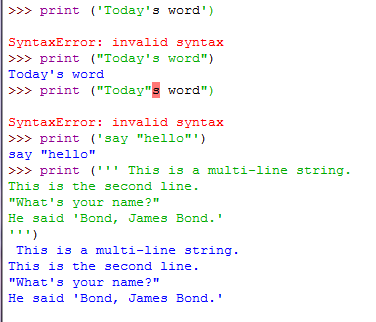 >>> print ('Today's word')

SyntaxError: invalid syntax
>>> print ("Today's word")
Today's word
>>> print ("Today"s word")

SyntaxError: invalid syntax
>>> print ('say "hello"')
say "hello"
>>> print (''' This is a multi-line string.
This is the second line.
"What's your name?"
He said 'Bond, James Bond.'
''')
 This is a multi-line string.
This is the second line.
"What's your name?"
He said 'Bond, James Bond.'